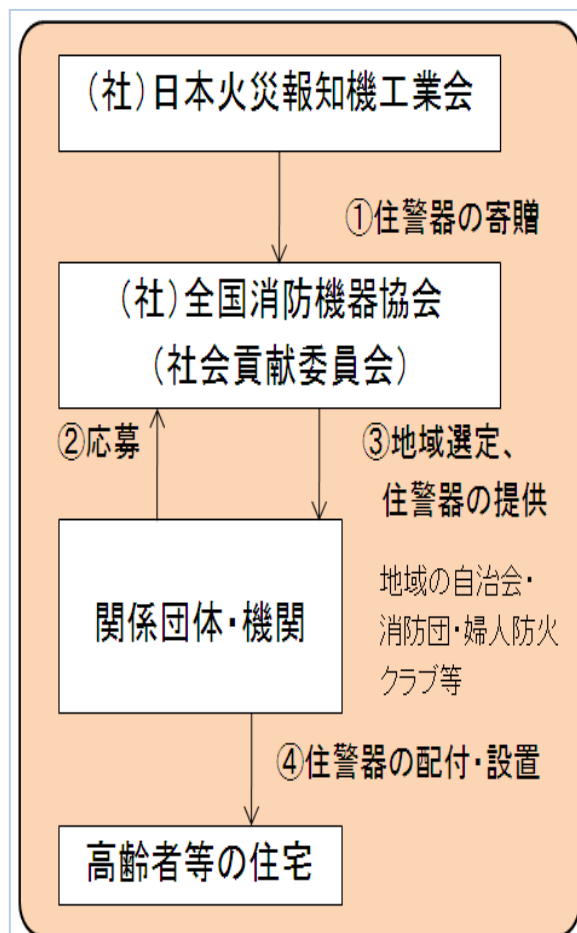 (社)日本火災報知機工業会
①住警器の寄贈
(社)全国消防機器協会
(社会貢献委員会)
②応募
③地域選定、
住警器の提供
関係団体・機関
地域の自治会・
消防団・婦人防火
クラブ等
④住警器の配付・設置
高齢者等の住宅